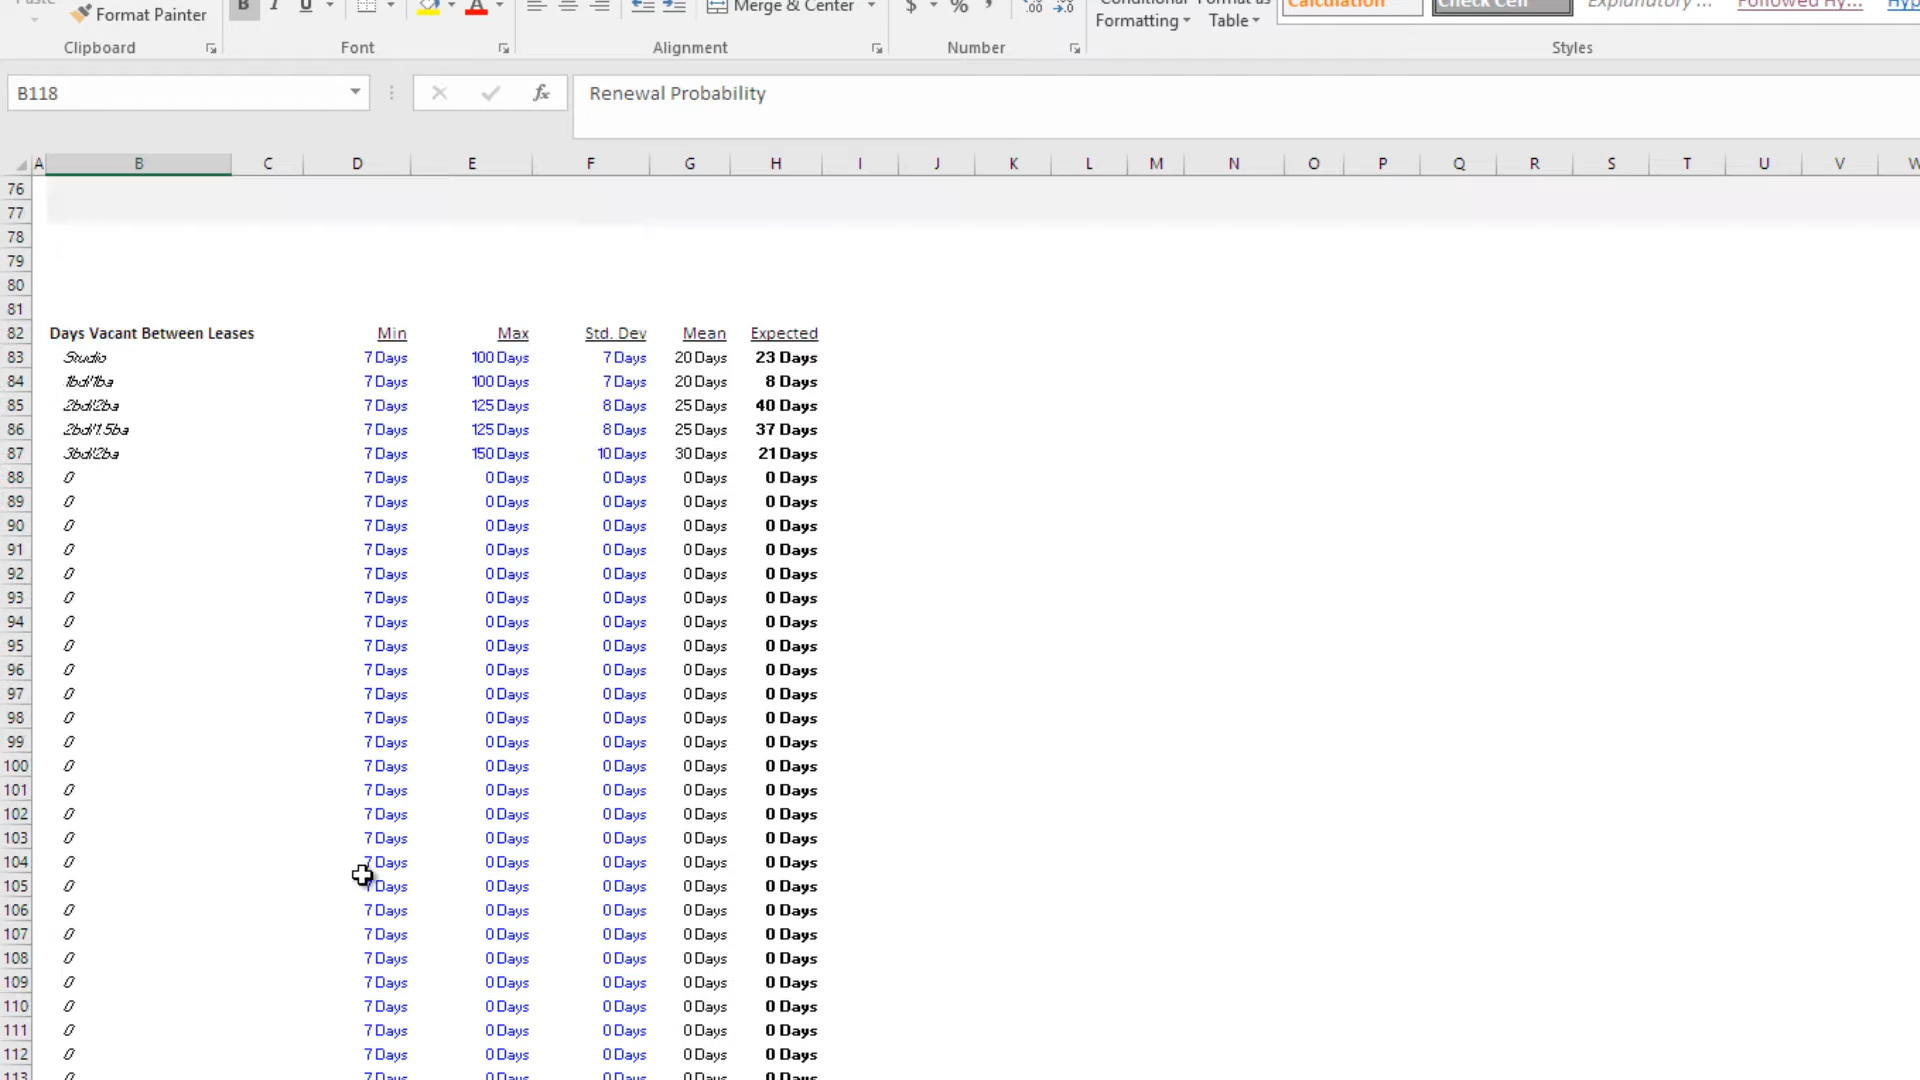 Paste
Format Painter
B I U A Merge & Center $ % , .00 .0 Conditional Format as Calculation Check Cell Explanatory ... Followed Hy... Hyp
Formatting Table
Clipboard Font Alignment Number Styles
B118 fx Renewal Probability
A B C D E F G H I J K L M N O P Q R S T U V W
76
77
78
79
80
81
82 Days Vacant Between Leases Min Max Std. Dev Mean Expected
83 Studio 7 Days 100 Days 7 Days 20 Days 23 Days
84 1bd/1ba 7 Days 100 Days 7 Days 20 Days 8 Days
85 2bd/2ba 7 Days 125 Days 8 Days 25 Days 40 Days
86 2bd/1.5ba 7 Days 125 Days 8 Days 25 Days 37 Days
87 3bd/2ba 7 Days 150 Days 10 Days 30 Days 21 Days
88 0 7 Days 0 Days 0 Days 0 Days 0 Days
89 0 7 Days 0 Days 0 Days 0 Days 0 Days
90 0 7 Days 0 Days 0 Days 0 Days 0 Days
91 0 7 Days 0 Days 0 Days 0 Days 0 Days
92 0 7 Days 0 Days 0 Days 0 Days 0 Days
93 0 7 Days 0 Days 0 Days 0 Days 0 Days
94 0 7 Days 0 Days 0 Days 0 Days 0 Days
95 0 7 Days 0 Days 0 Days 0 Days 0 Days
96 0 7 Days 0 Days 0 Days 0 Days 0 Days
97 0 7 Days 0 Days 0 Days 0 Days 0 Days
98 0 7 Days 0 Days 0 Days 0 Days 0 Days
99 0 7 Days 0 Days 0 Days 0 Days 0 Days
100 0 7 Days 0 Days 0 Days 0 Days 0 Days
101 0 7 Days 0 Days 0 Days 0 Days 0 Days
102 0 7 Days 0 Days 0 Days 0 Days 0 Days
103 0 7 Days 0 Days 0 Days 0 Days 0 Days
104 0 7 Days 0 Days 0 Days 0 Days 0 Days
105 0 7 Days 0 Days 0 Days 0 Days 0 Days
106 0 7 Days 0 Days 0 Days 0 Days 0 Days
107 0 7 Days 0 Days 0 Days 0 Days 0 Days
108 0 7 Days 0 Days 0 Days 0 Days 0 Days
109 0 7 Days 0 Days 0 Days 0 Days 0 Days
110 0 7 Days 0 Days 0 Days 0 Days 0 Days
111 0 7 Days 0 Days 0 Days 0 Days 0 Days
112 0 7 Days 0 Days 0 Days 0 Days 0 Days
113 0 7 Days 0 Days 0 Days 0 Days 0 Days